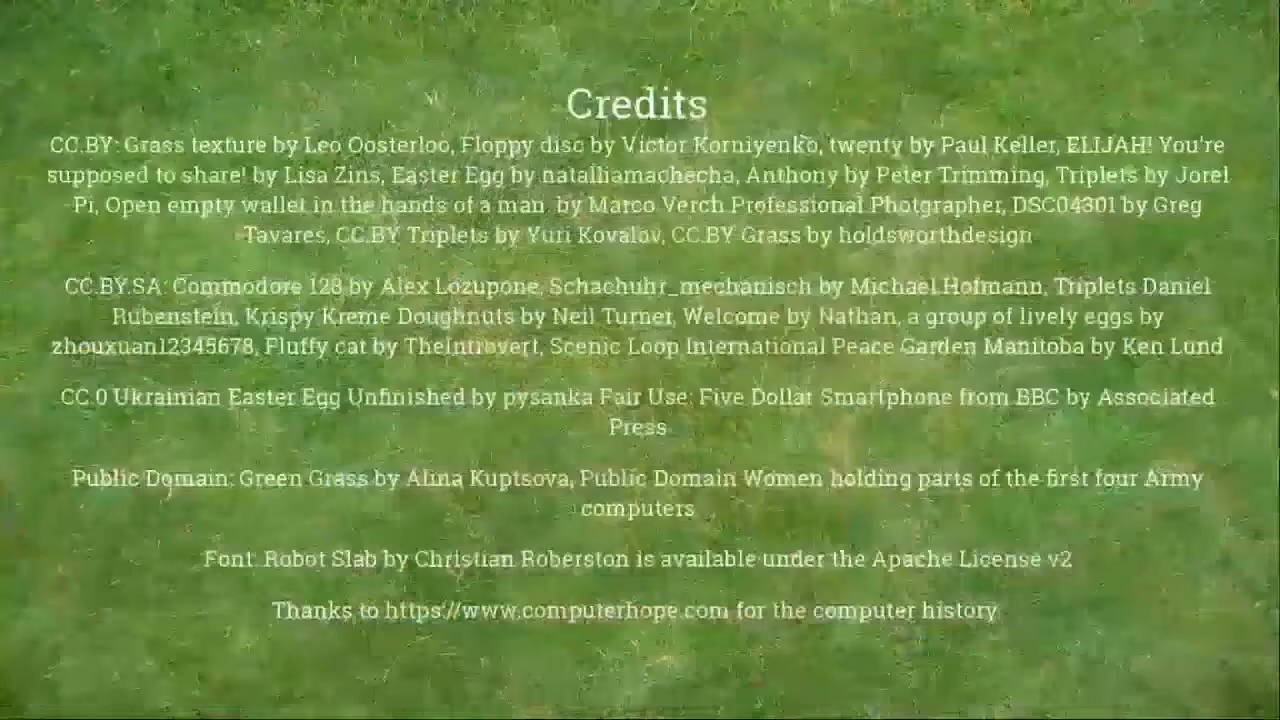 Credits
CC.BY: Grass texture by Leo Oosterloo, Floppy disc by Victor Korniyenko, twenty by Paul Keller, ELIJAH! You're
supposed to share! by Lisa Zins, Easter Egg by natalliamachecha, Anthony by Peter Trimming, Triplets by Jorel
Pi, Open empty wallet in the hands of a man. by Marco Verch Professional Photgrapher, DSC04301 by Greg
Tavares, CC.BY Triplets by Yuri Kovalov, CC.BY Grass by holdsworthdesign
CC.BY.SA: Commodore 128 by Alex Lozupone, Schachuhr_mechanisch by Michael Hofmann, Triplets Daniel
Rubenstein, Krispy Kreme Doughnuts by Neil Turner, Welcome by Nathan, a group of lively eggs by
zhouxuan12345678, Fluffy cat by TheIntrovert, Scenic Loop International Peace Garden Manitoba by Ken Lund
CC.0 Ukrainian Easter Egg Unfinished by pysanka Fair Use: Five Dollar Smartphone from BBC by Associated
Press
Public Domain: Green Grass by Alina Kuptsova, Public Domain Women holding parts of the first four Army
computers
Font: Robot Slab by Christian Roberston is available under the Apache License v2
Thanks to https://www.computerhope.com for the computer history